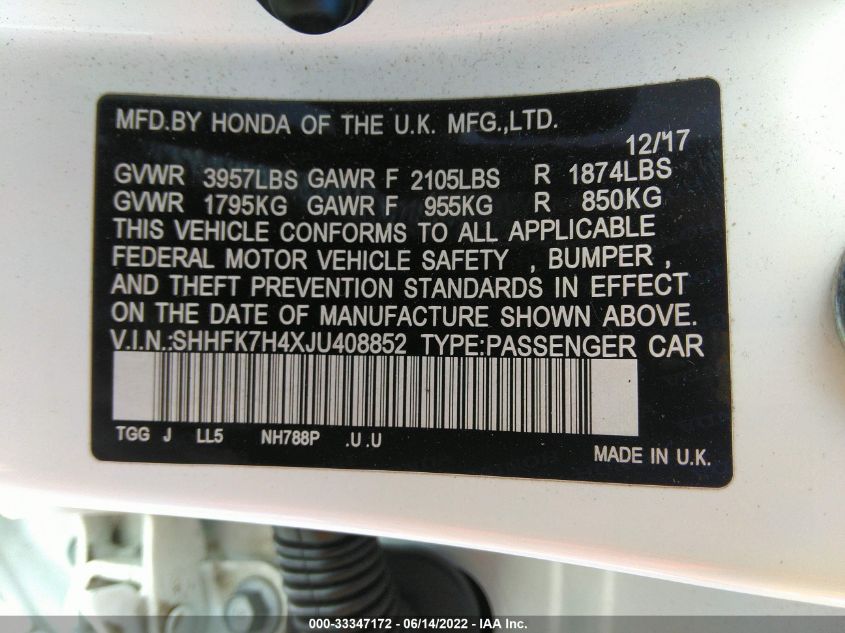 MFD.BY HONDA OF THE U.K. MFG.,LTD.
12/17
GVWR 3957LBS GAWR F 2105LBS R 1874LBS
GVWR 1795KG GAWR F 955KG R 850KG
THIS VEHICLE CONFORMS TO ALL APPLICABLE
FEDERAL MOTOR VEHICLE SAFETY , BUMPER ,
AND THEFT PREVENTION STANDARDS IN EFFECT
ON THE DATE OF MANUFACTURE SHOWN ABOVE.
V.I.N.:SHHFK7H4XJU408852 TYPE:PASSENGER CAR
TGG J LL5 NH788P .U .U
MADE IN U.K.
000-33347172 — 06/14/2022 — IAA Inc.